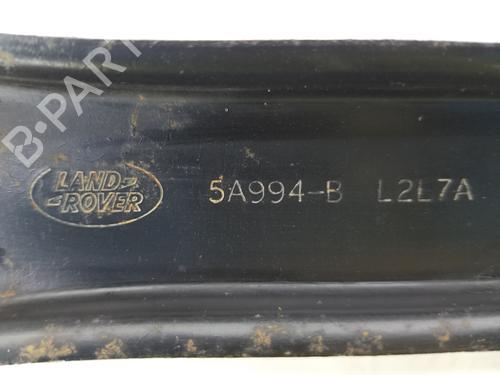 B-PARTS
LAND-
-ROVER
5A994-B L2L7A